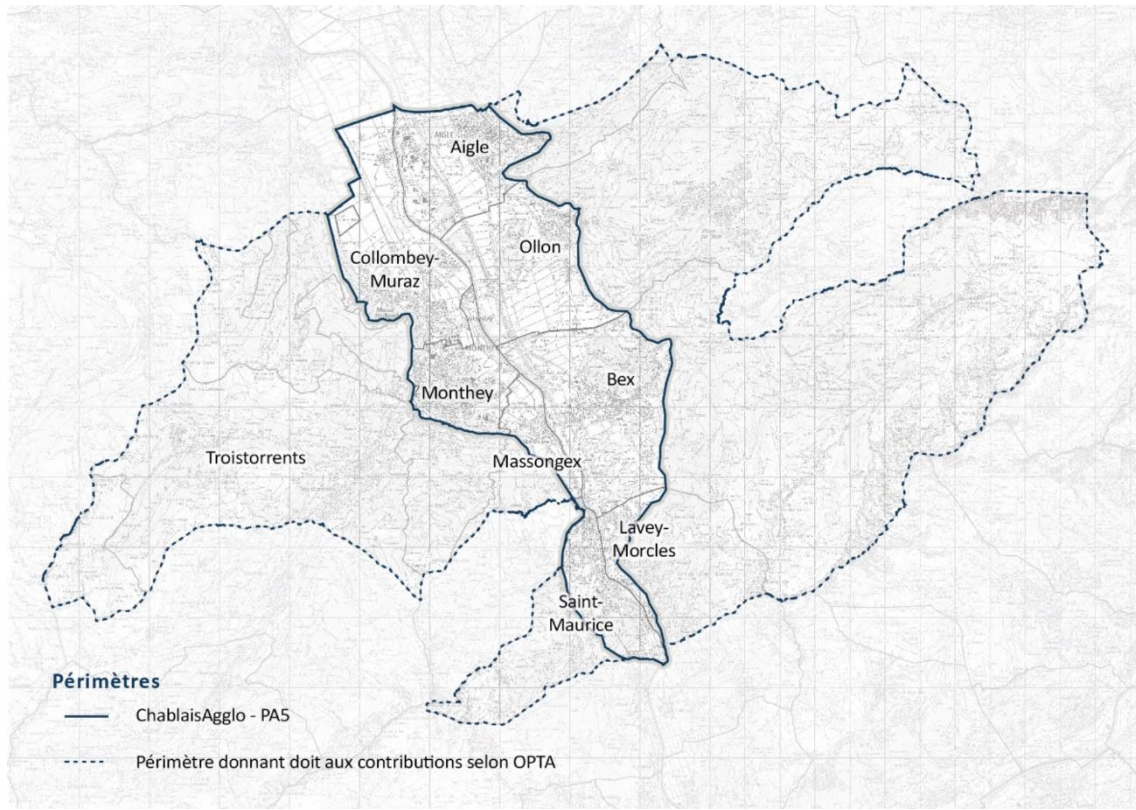 Aigle
Ollon
Collombey-
Muraz
Monthey
Bex
Troistorrents
Massongex
Lavey-
Morcles
Saint-
Maurice
Périmètres
ChablaisAgglo - PA5
Périmètre donnant doit aux contributions selon OPTA